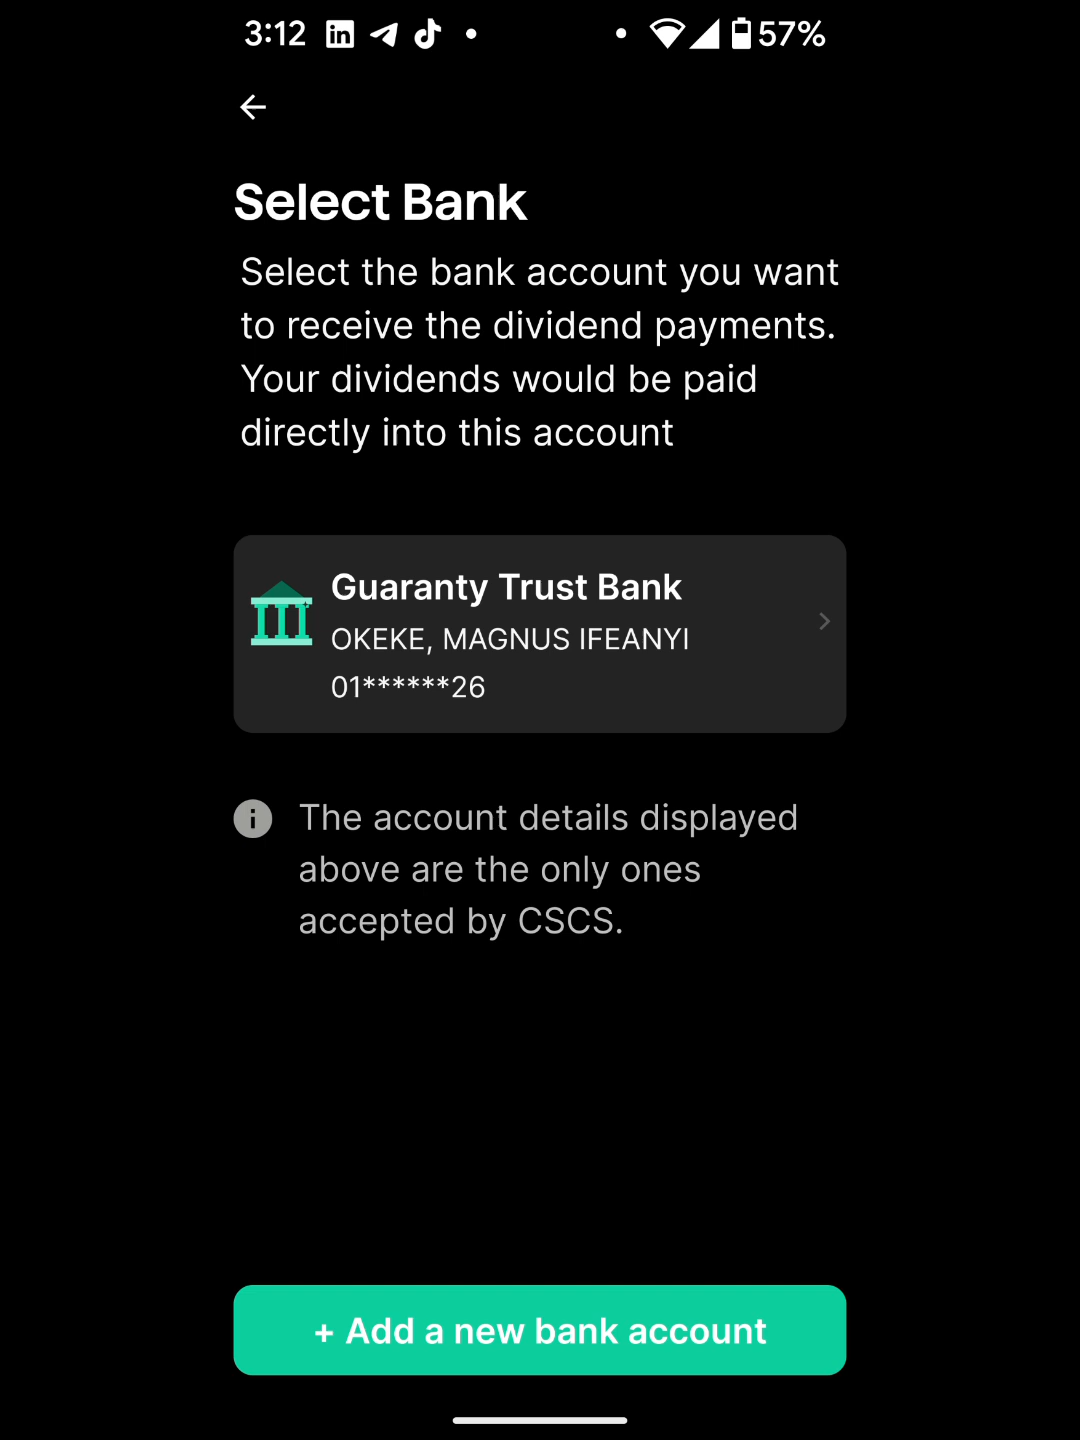 3:12 in 57%
Select Bank
Select the bank account you want
to receive the dividend payments.
Your dividends would be paid
directly into this account
Guaranty Trust Bank
OKEKE, MAGNUS IFEANYI
01******26
The account details displayed
above are the only ones
accepted by CSCS.
+ Add a new bank account